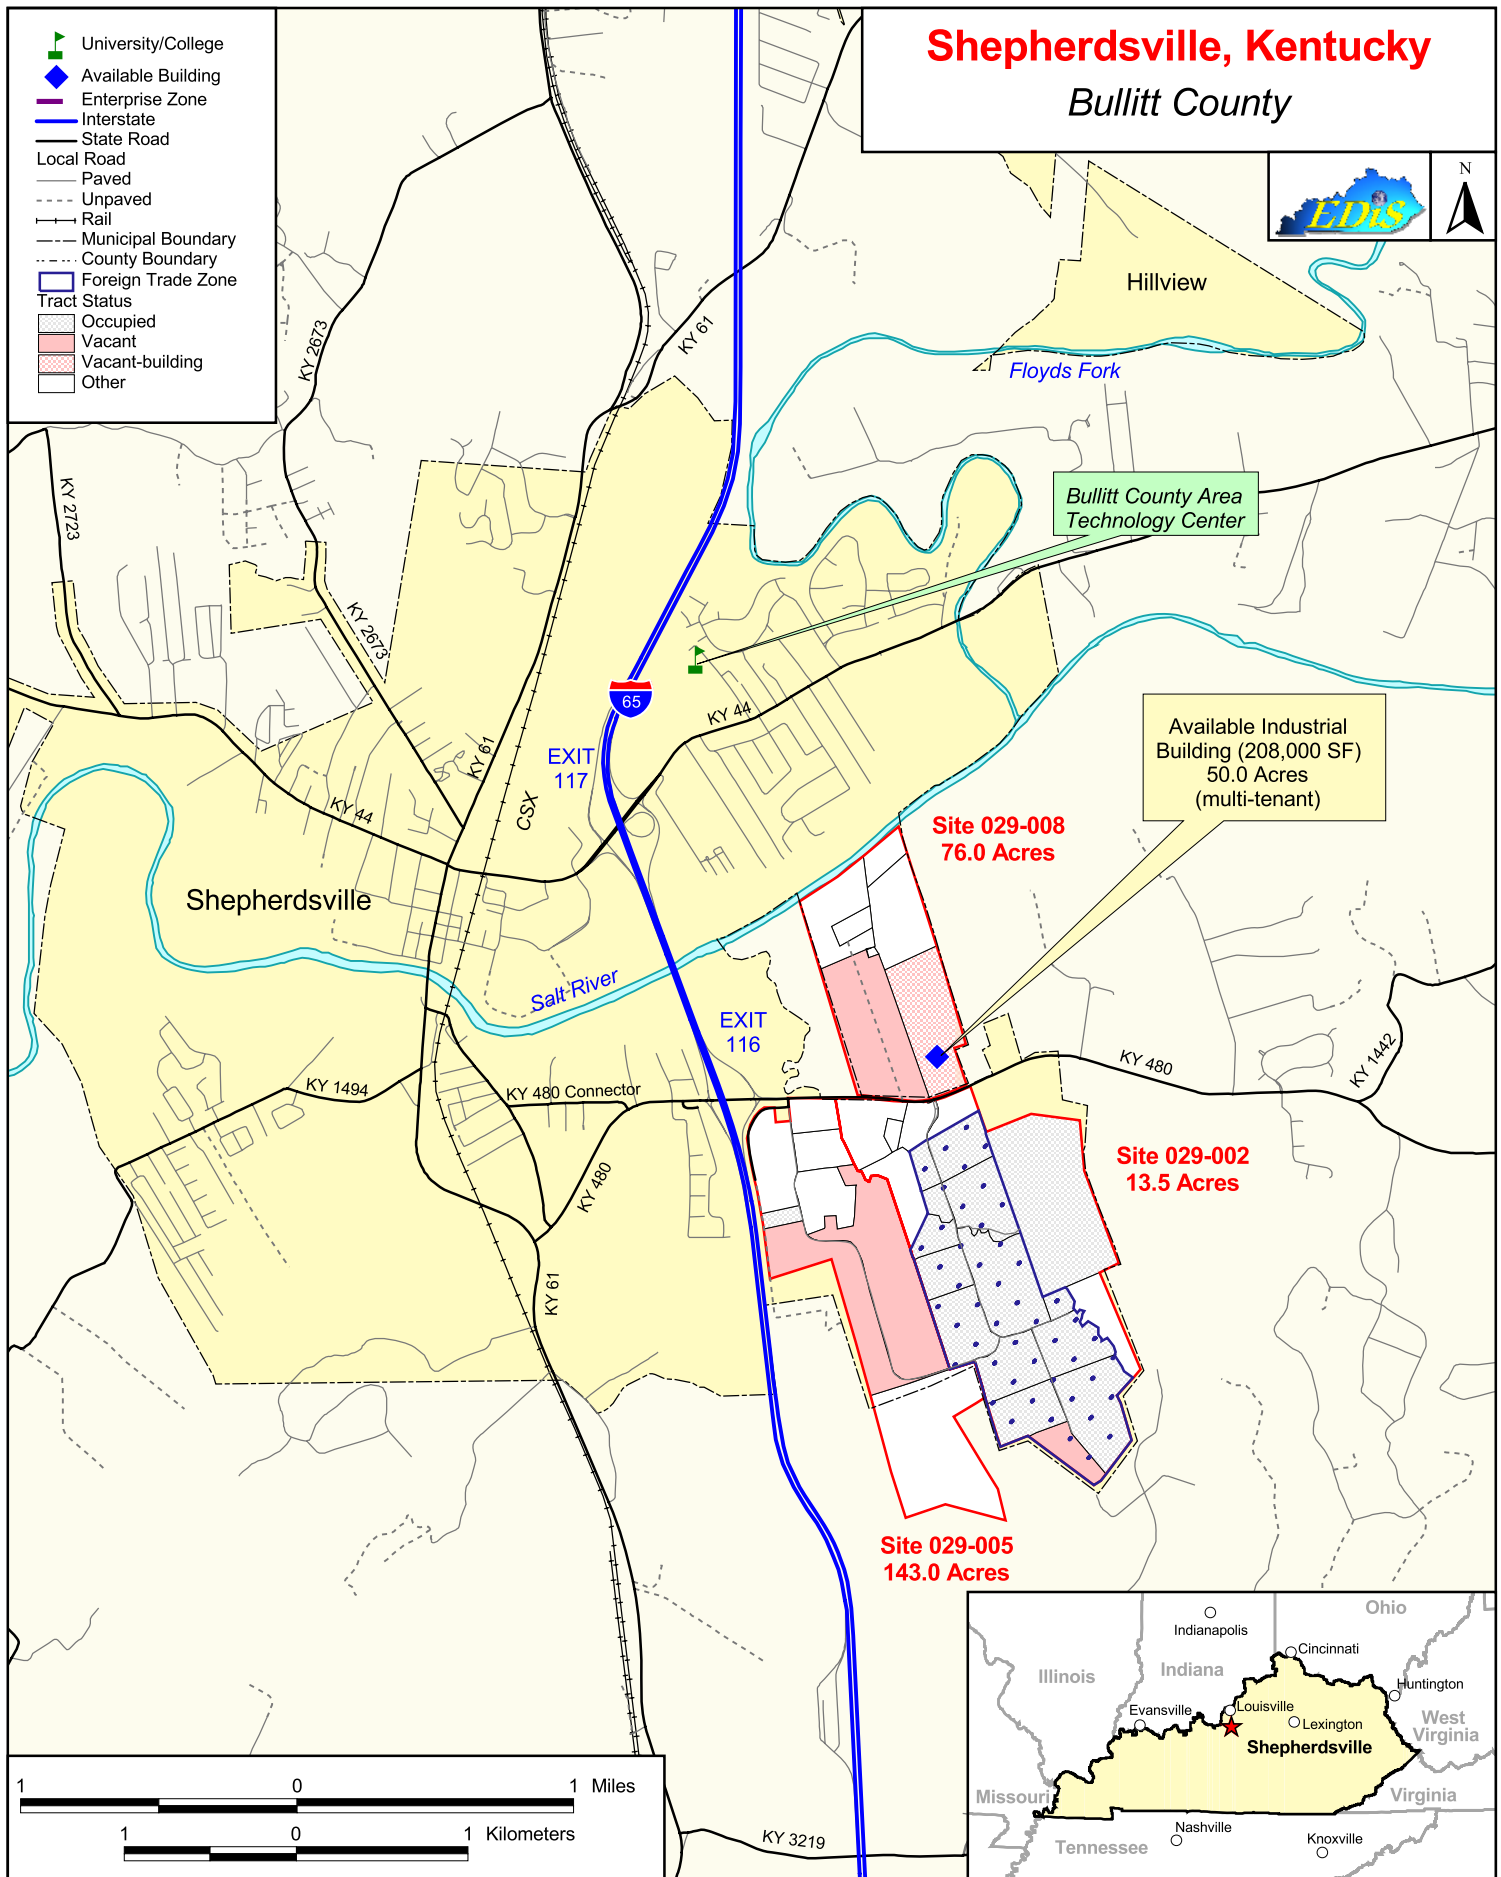 Shepherdsville, Kentucky
Bullitt County
University/College
Available Building
Enterprise Zone
Interstate
State Road
Local Road
Paved
Unpaved
Rail
Municipal Boundary
County Boundary
Foreign Trade Zone
Tract Status
Occupied
Vacant
Vacant-building
Other
EDiS
N
Hillview
Floyds Fork
KY 61
KY 2673
KY 2723
KY 2673
Bullitt County Area
Technology Center
65
KY 44
EXIT
117
KY 61
CSX
KY 44
Available Industrial
Building (208,000 SF)
50.0 Acres
(multi-tenant)
Site 029-008
76.0 Acres
Shepherdsville
Salt River
EXIT
116
KY 480
KY 1442
KY 1494
KY 480 Connector
KY 480
Site 029-002
13.5 Acres
KY 61
Site 029-005
143.0 Acres
Ohio
Indianapolis
Cincinnati
Illinois
Indiana
Huntington
Evansville
Louisville
Lexington
West
Virginia
Shepherdsville
Missouri
Virginia
Nashville
Tennessee
Knoxville
1 0 1 Miles
1 0 1 Kilometers
KY 3219